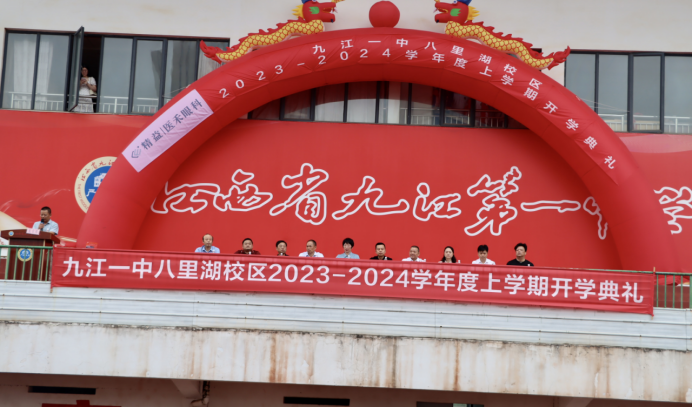 九江一中八里湖校区
2023-2024学年度上学期开学典礼
精益|医禾眼科
江西省九江第一中学
九江一中八里湖校区2023-2024学年度上学期开学典礼